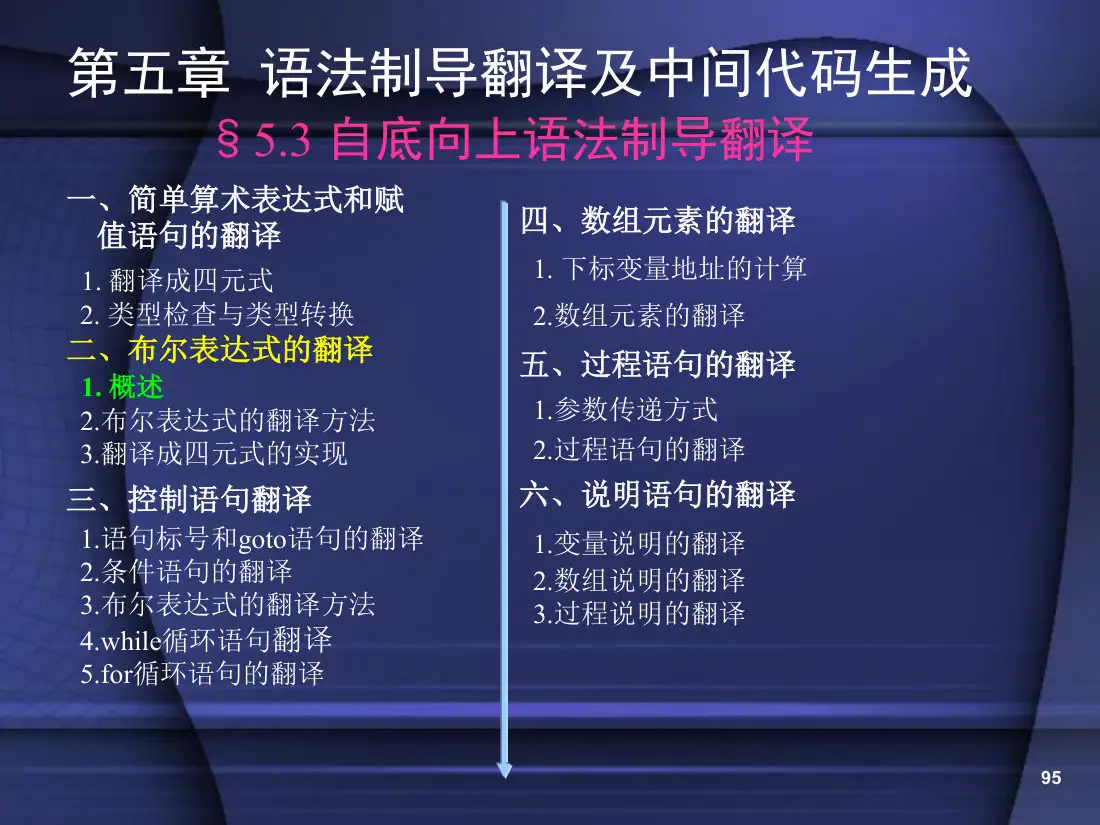 第五章 语法制导翻译及中间代码生成
§5.3 自底向上语法制导翻译
一、简单算术表达式和赋
值语句的翻译
1. 翻译成四元式
2. 类型检查与类型转换
二、布尔表达式的翻译
1. 概述
2.布尔表达式的翻译方法
3.翻译成四元式的实现
三、控制语句翻译
1.语句标号和goto语句的翻译
2.条件语句的翻译
3.布尔表达式的翻译方法
4.while循环语句翻译
5.for循环语句的翻译
四、数组元素的翻译
1. 下标变量地址的计算
2.数组元素的翻译
五、过程语句的翻译
1.参数传递方式
2.过程语句的翻译
六、说明语句的翻译
1.变量说明的翻译
2.数组说明的翻译
3.过程说明的翻译
95